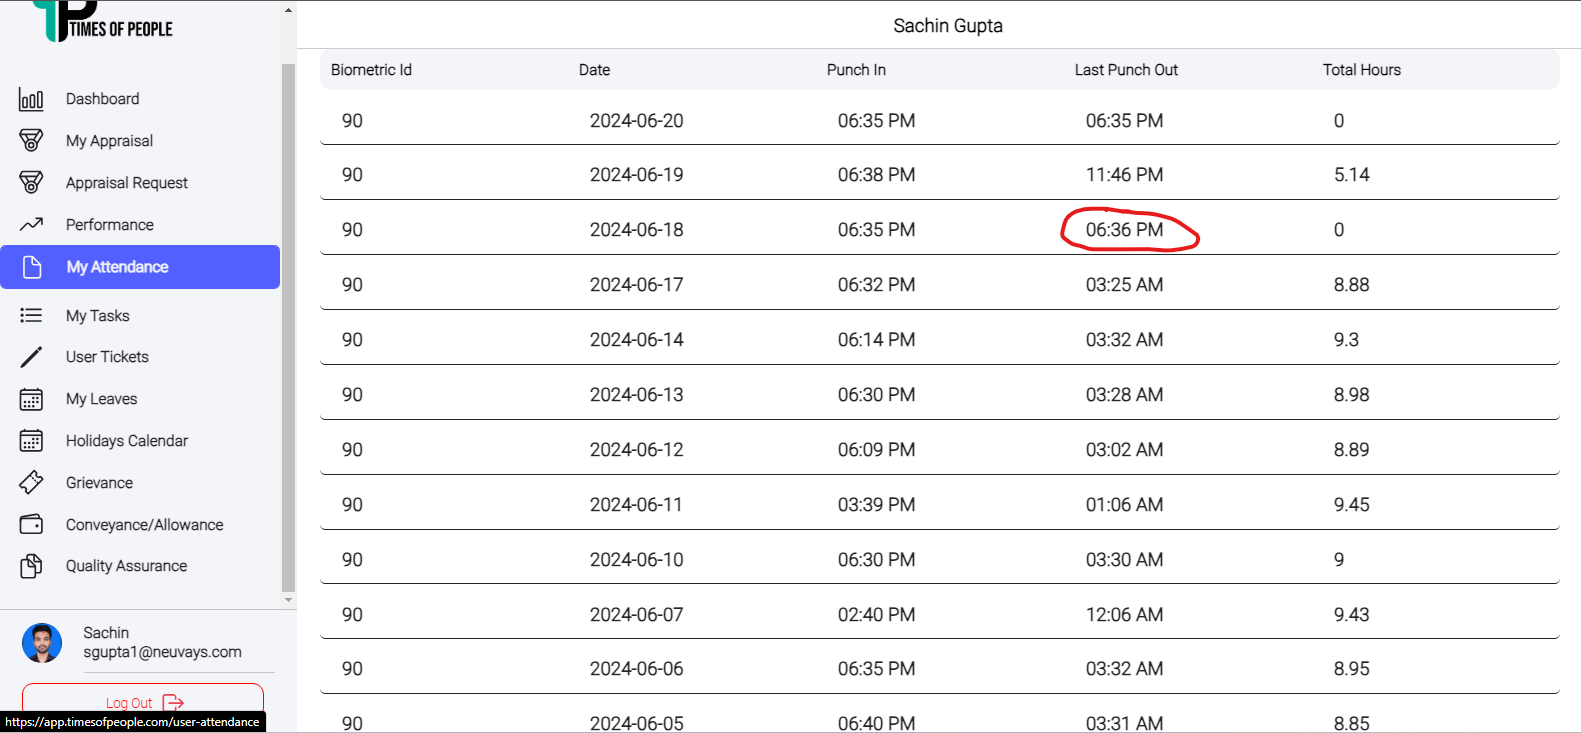 TIMES OF PEOPLE
Dashboard
My Appraisal
Appraisal Request
Performance
My Attendance
My Tasks
User Tickets
My Leaves
Holidays Calendar
Grievance
Conveyance/Allowance
Quality Assurance
Sachin
sgupta1@neuvays.com
Log Out
https://app.timesofpeople.com/user-attendance
Sachin Gupta
Biometric Id Date Punch In Last Punch Out Total Hours
90 2024-06-20 06:35 PM 06:35 PM 0
90 2024-06-19 06:38 PM 11:46 PM 5.14
90 2024-06-18 06:35 PM 06:36 PM 0
90 2024-06-17 06:32 PM 03:25 AM 8.88
90 2024-06-14 06:14 PM 03:32 AM 9.3
90 2024-06-13 06:30 PM 03:28 AM 8.98
90 2024-06-12 06:09 PM 03:02 AM 8.89
90 2024-06-11 03:39 PM 01:06 AM 9.45
90 2024-06-10 06:30 PM 03:30 AM 9
90 2024-06-07 02:40 PM 12:06 AM 9.43
90 2024-06-06 06:35 PM 03:32 AM 8.95
90 2024-06-05 06:40 PM 03:31 AM 8.85